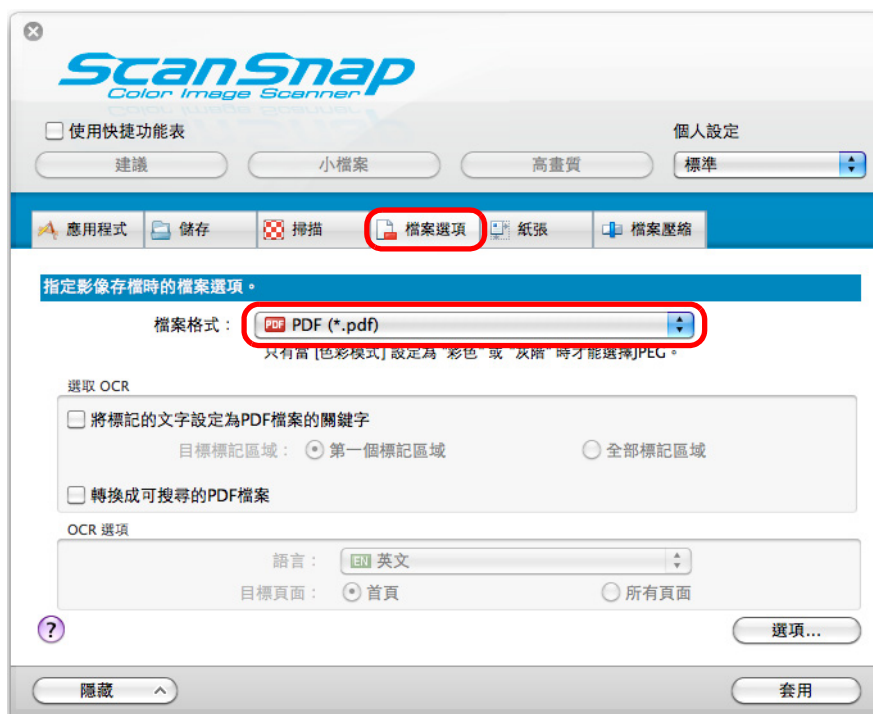 ScanSnap
Color Image Scanner
使用快捷功能表
個人設定
建議 小檔案 高畫質 標準
應用程式 儲存 掃描 檔案選項 紙張 檔案壓縮
指定影像存檔時的檔案選項。
檔案格式： PDF PDF (*.pdf)
只有當 [色彩模式] 設定為 "彩色" 或 "灰階" 時才能選擇JPEG。
選取 OCR
將標記的文字設定為PDF檔案的關鍵字
目標標記區域： 第一個標記區域 全部標記區域
轉換成可搜尋的PDF檔案
OCR 選項
語言： EN 英文
目標頁面： 首頁 所有頁面
? 選項...
隱藏 套用